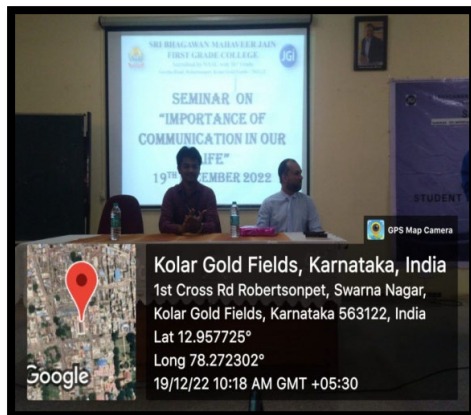 SRI BHAGAWAN MAHAVEER JAIN
FIRST GRADE COLLEGE
JGI
SEMINAR ON
"IMPORTANCE OF
COMMUNICATION IN OUR
LIFE"
19TH DECEMBER 2022
STUDENT
GPS Map Camera
Kolar Gold Fields, Karnataka, India
1st Cross Rd Robertsonpet, Swarna Nagar,
Kolar Gold Fields, Karnataka 563122, India
Lat 12.957725°
Long 78.272302°
19/12/22 10:18 AM GMT +05:30
Google